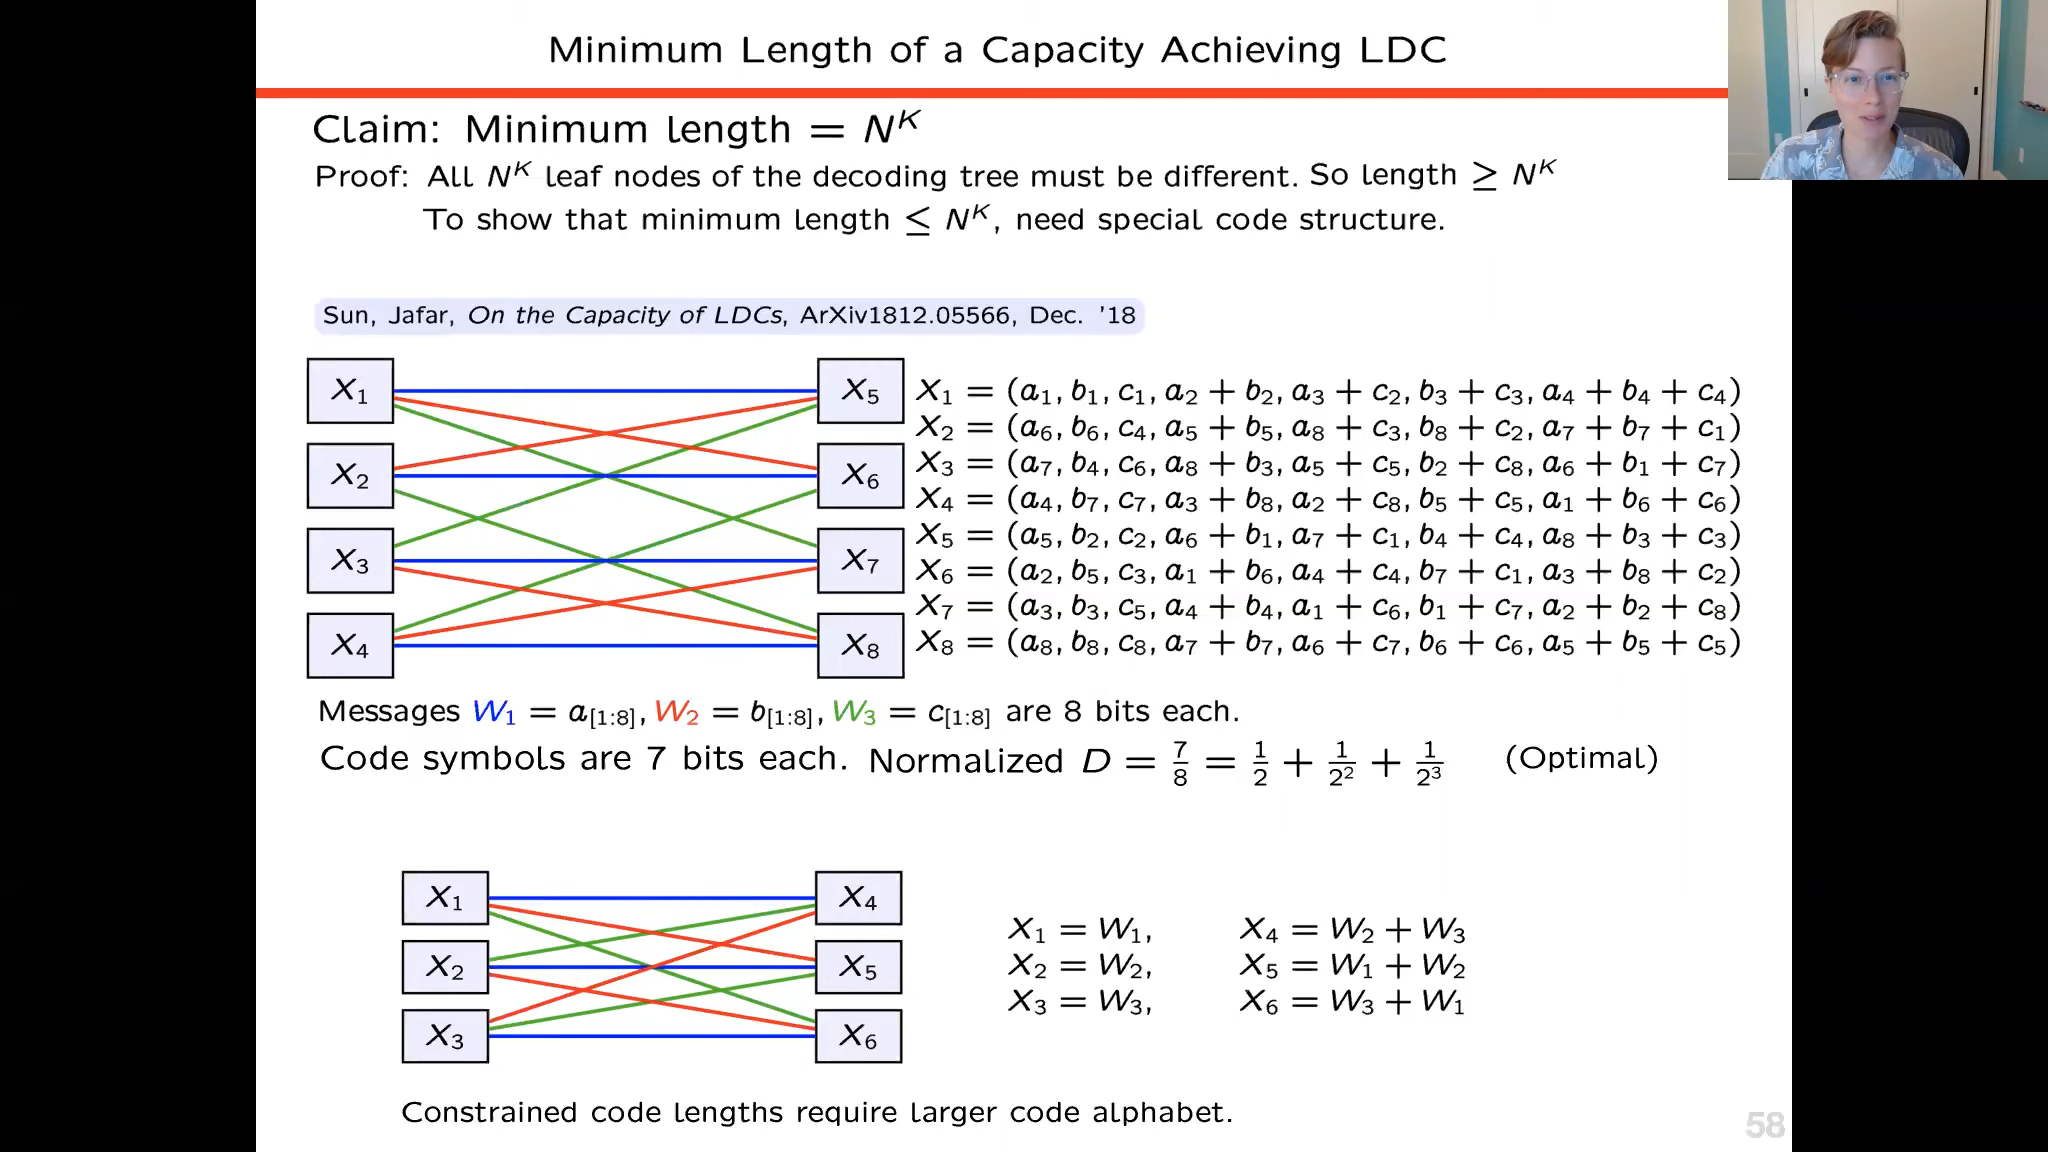 Minimum Length of a Capacity Achieving LDC
Claim: Minimum length = N^K
Proof: All N^K leaf nodes of the decoding tree must be different. So length ≥ N^K
To show that minimum length ≤ N^K, need special code structure.
Sun, Jafar, On the Capacity of LDCs, ArXiv1812.05566, Dec. '18
X₁ X₅ X₁ = (a₁, b₁, c₁, a₂ + b₂, a₃ + c₂, b₃ + c₃, a₄ + b₄ + c₄)
X₂ = (a₆, b₆, c₄, a₅ + b₅, a₈ + c₃, b₈ + c₂, a₇ + b₇ + c₁)
X₂ X₆ X₃ = (a₇, b₄, c₆, a₈ + b₃, a₅ + c₅, b₂ + c₈, a₆ + b₁ + c₇)
X₄ = (a₄, b₇, c₇, a₃ + b₈, a₂ + c₈, b₅ + c₅, a₁ + b₆ + c₆)
X₅ = (a₅, b₂, c₂, a₆ + b₁, a₇ + c₁, b₄ + c₄, a₈ + b₃ + c₃)
X₃ X₇ X₆ = (a₂, b₅, c₃, a₁ + b₆, a₄ + c₄, b₇ + c₁, a₃ + b₈ + c₂)
X₇ = (a₃, b₃, c₅, a₄ + b₄, a₁ + c₆, b₁ + c₇, a₂ + b₂ + c₈)
X₄ X₈ X₈ = (a₈, b₈, c₈, a₇ + b₇, a₆ + c₇, b₆ + c₆, a₅ + b₅ + c₅)
Messages W₁ = a[1:8], W₂ = b[1:8], W₃ = c[1:8] are 8 bits each.
Code symbols are 7 bits each. Normalized D = 7/8 = 1/2 + 1/2² + 1/2³ (Optimal)
X₁ X₄
X₁ = W₁, X₄ = W₂ + W₃
X₂ X₅ X₂ = W₂, X₅ = W₁ + W₂
X₃ = W₃, X₆ = W₃ + W₁
X₃ X₆
Constrained code lengths require larger code alphabet.
58